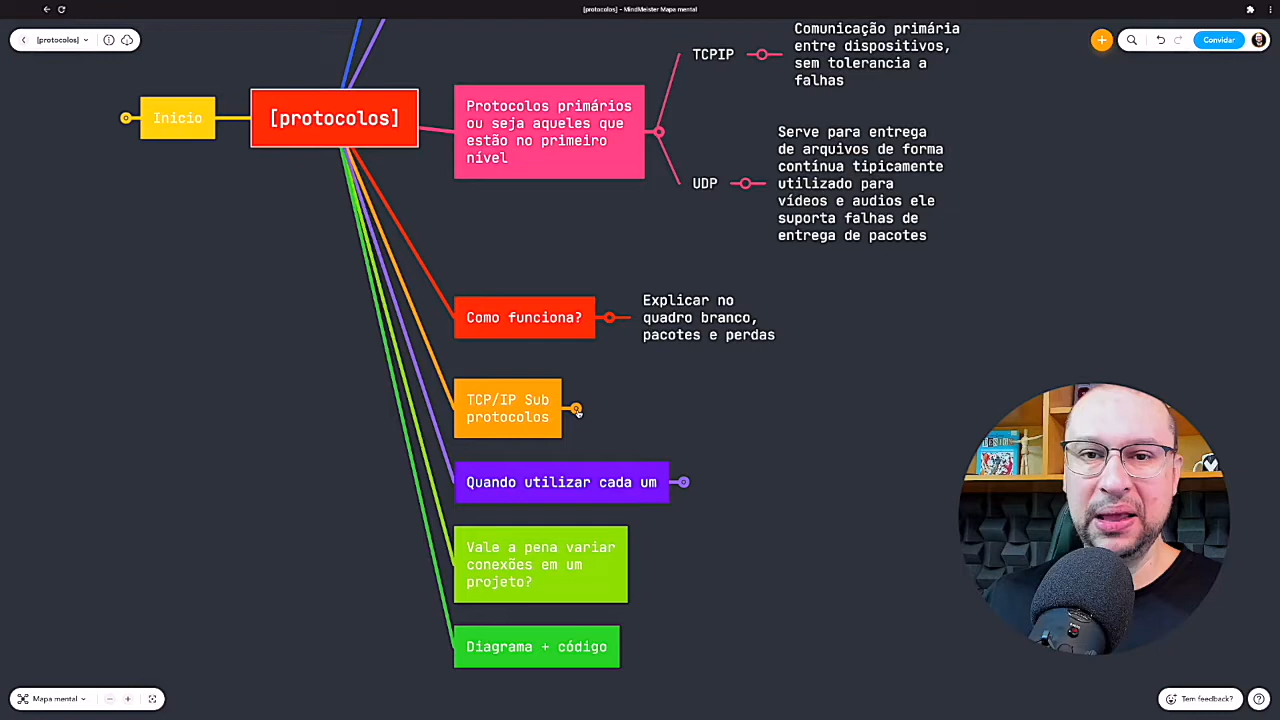 [protocolos] - MindMeister Mapa mental
[protocolos]
Convidar
Inicio
[protocolos]
Protocolos primários
ou seja aqueles que
estão no primeiro
nível
TCPIP
Comunicação primária
entre dispositivos,
sem tolerancia a
falhas
UDP
Serve para entrega
de arquivos de forma
contínua tipicamente
utilizado para
vídeos e audios ele
suporta falhas de
entrega de pacotes
Como funciona?
Explicar no
quadro branco,
pacotes e perdas
TCP/IP Sub
protocolos
Quando utilizar cada um
Vale a pena variar
conexões em um
projeto?
Diagrama + código
Mapa mental
Tem feedback?